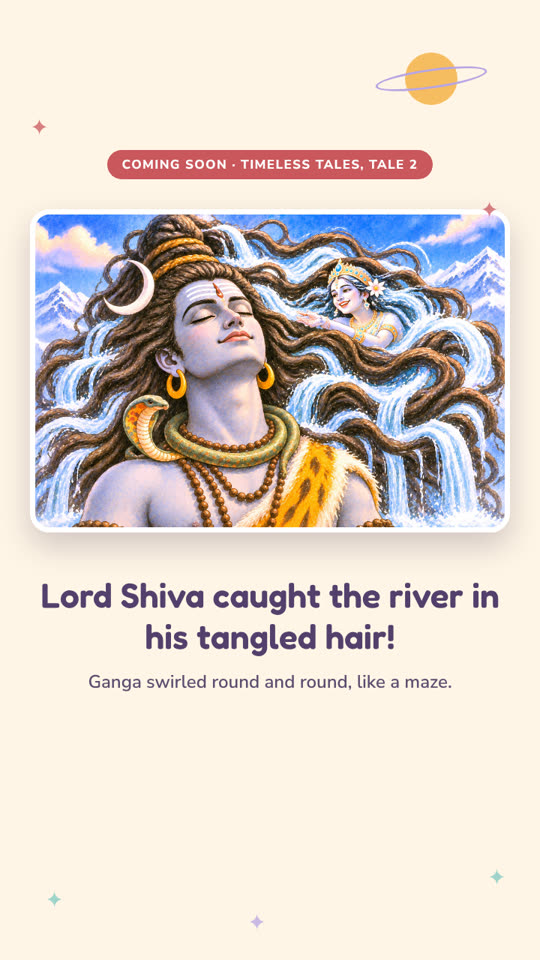 COMING SOON · TIMELESS TALES, TALE 2
Lord Shiva caught the river in
his tangled hair!
Ganga swirled round and round, like a maze.